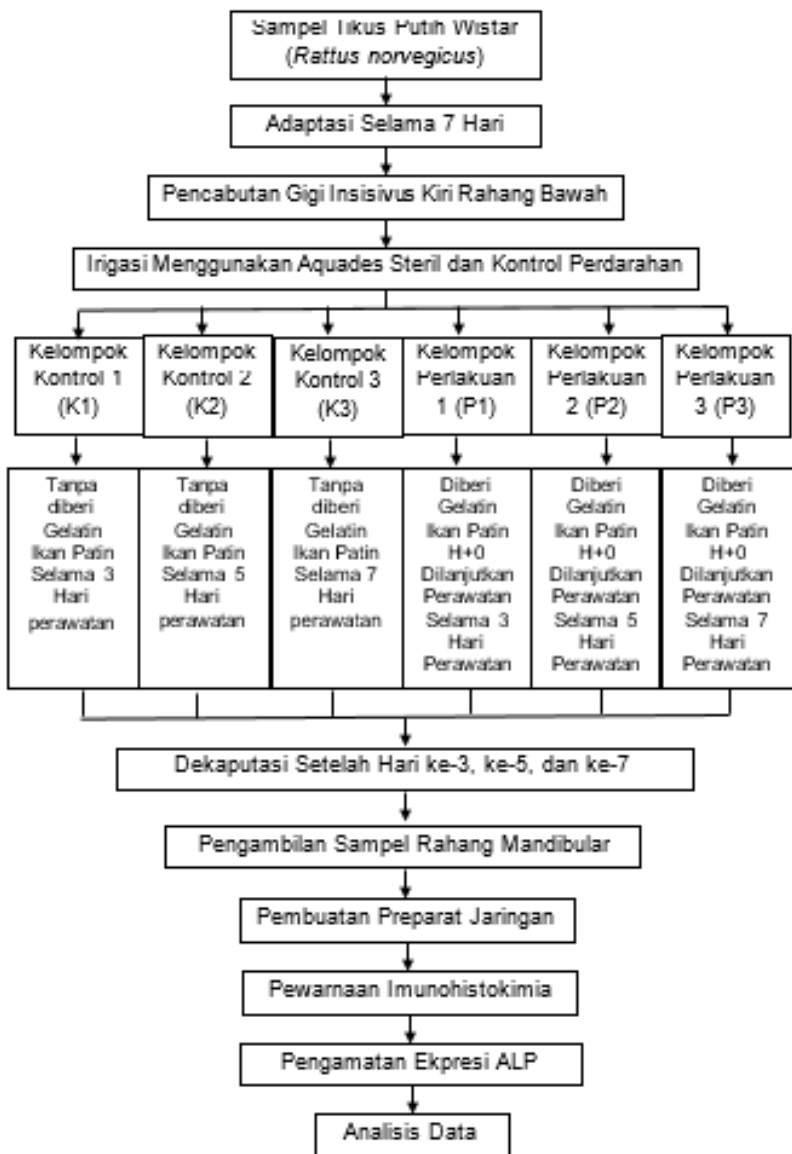 Sampel Tikus Putih Wistar
(Rattus norvegicus)
Adaptasi Selama 7 Hari
Pencabutan Gigi Insisivus Kiri Rahang Bawah
Irigasi Menggunakan Aquades Steril dan Kontrol Perdarahan
Kelompok
Kontrol 1
(K1)
Kelompok
Kontrol 2
(K2)
Kelompok
Kontrol 3
(K3)
Kelompok
Perlakuan
1 (P1)
Kelompok
Perlakuan
2 (P2)
Kelompok
Perlakuan
3 (P3)
Tanpa
diberi
Gelatin
Ikan Patin
Selama 3
Hari
perawatan
Tanpa
diberi
Gelatin
Ikan Patin
Selama 5
Hari
perawatan
Tanpa
diberi
Gelatin
Ikan Patin
Selama 7
Hari
perawatan
Diberi
Gelatin
Ikan Patin
H+0
Dilanjutkan
Perawatan
Selama 3
Hari
Perawatan
Diberi
Gelatin
Ikan Patin
H+0
Dilanjutkan
Perawatan
Selama 5
Hari
Perawatan
Diberi
Gelatin
Ikan Patin
H+0
Dilanjutkan
Perawatan
Selama 7
Hari
Perawatan
Dekaputasi Setelah Hari ke-3, ke-5, dan ke-7
Pengambilan Sampel Rahang Mandibular
Pembuatan Preparat Jaringan
Pewarnaan Imunohistokimia
Pengamatan Ekpresi ALP
Analisis Data